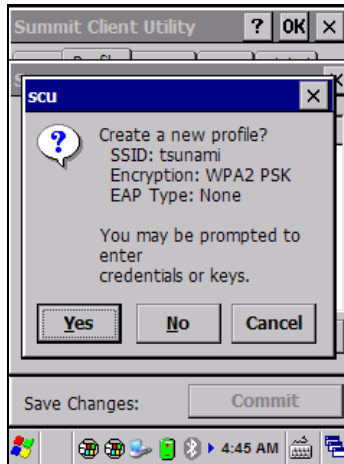 Summit Client Utility ? OK ×
scu ×
Create a new profile?
SSID: tsunami
Encryption: WPA2 PSK
EAP Type: None
You may be prompted to
enter
credentials or keys.
Yes No Cancel
Save Changes: Commit
4:45 AM